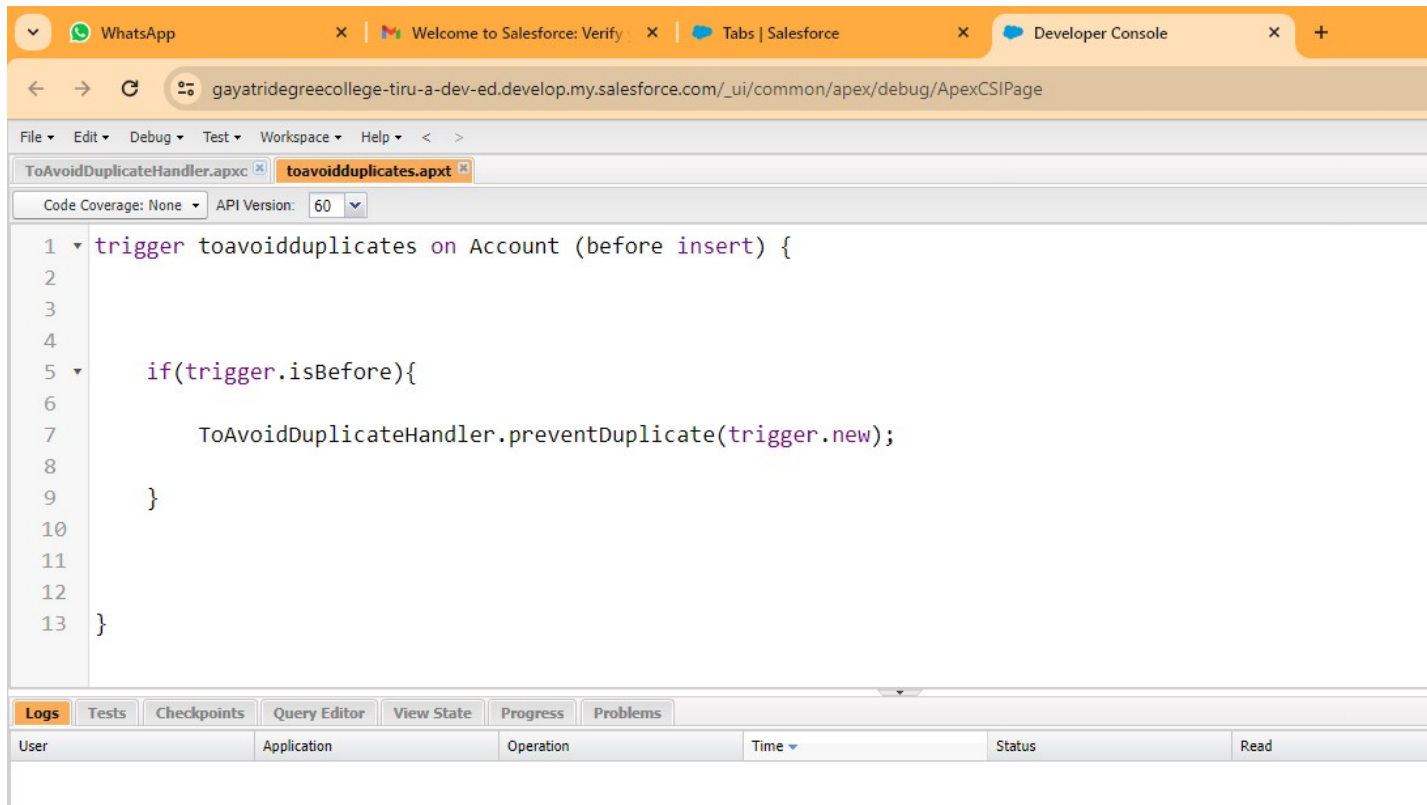 WhatsApp
Welcome to Salesforce: Verify
Tabs | Salesforce
Developer Console
gayatridegreecollege-tiru-a-dev-ed.develop.my.salesforce.com/_ui/common/apex/debug/ApexCSIPage
File Edit Debug Test Workspace Help < >
ToAvoidDuplicateHandler.apxc toavoidduplicates.apxt
Code Coverage: None API Version: 60
1 trigger toavoidduplicates on Account (before insert) {
2
3
4
5 if(trigger.isBefore){
6
7 ToAvoidDuplicateHandler.preventDuplicate(trigger.new);
8
9 }
10
11
12
13 }
Logs Tests Checkpoints Query Editor View State Progress Problems
User Application Operation Time Status Read